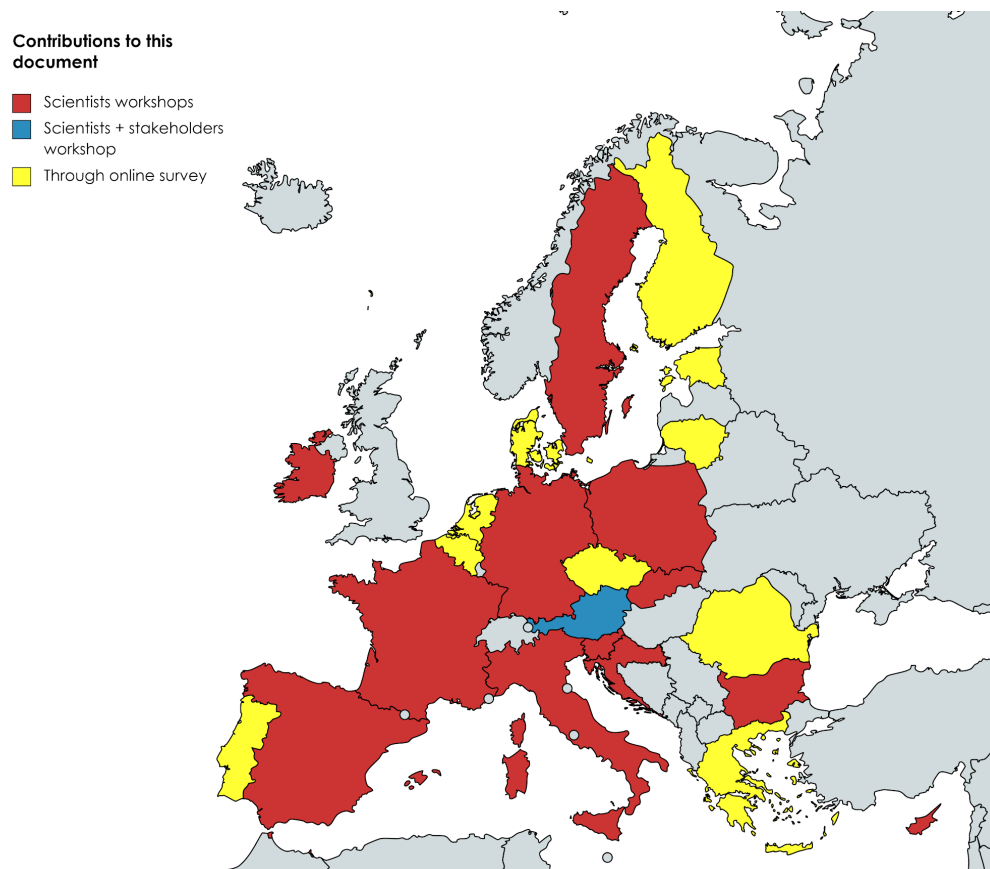 Contributions to this
document
Scientists workshops
Scientists + stakeholders
workshop
Through online survey